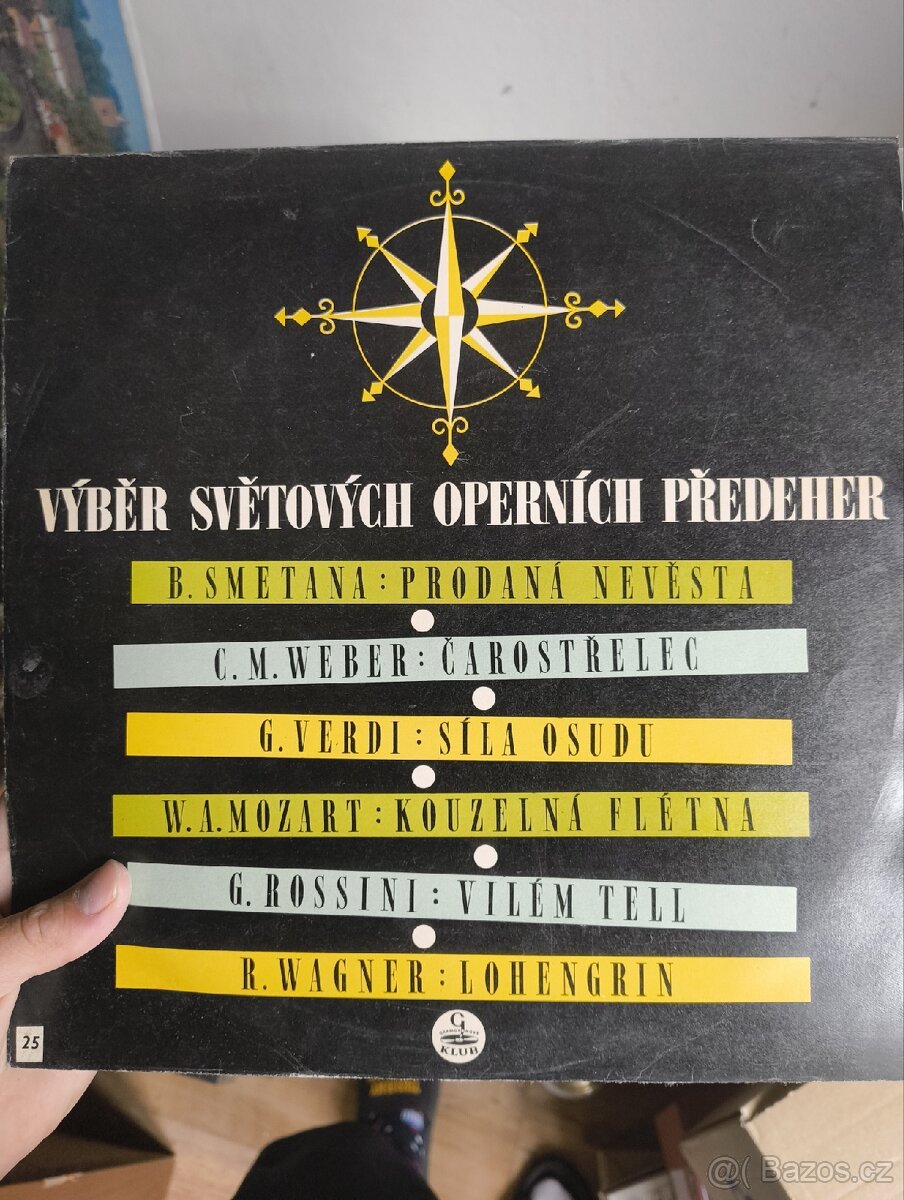 VÝBĚR SVĚTOVÝCH OPERNÍCH PŘEDEHER
B. SMETANA : PRODANÁ NEVĚSTA
C. M. WEBER : ČAROSTŘELEC
G. VERDI : SÍLA OSUDU
W. A. MOZART : KOUZELNÁ FLÉTNA
G. ROSSINI : VILÉM TELL
R. WAGNER : LOHENGRIN
25
G
GRAMOFONOVÝ
KLUB
@( Bazos.cz